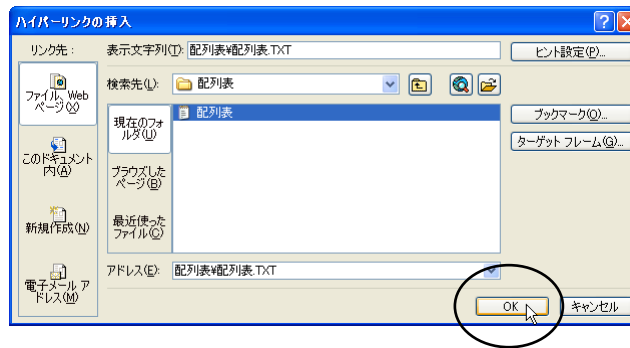 ハイパーリンクの挿入
リンク先:
表示文字列(T): 配列表¥配列表.TXT
ヒント設定(P)...
ファイル、Web
ページ(X)
検索先(L): 配列表
現在のフォ
ルダ(U)
配列表
ブックマーク(O)...
ターゲット フレーム(G)...
このドキュメント
内(A)
ブラウズした
ページ(B)
新規作成(N)
最近使った
ファイル(C)
電子メール ア
ドレス(M)
アドレス(E): 配列表¥配列表.TXT
OK
キャンセル